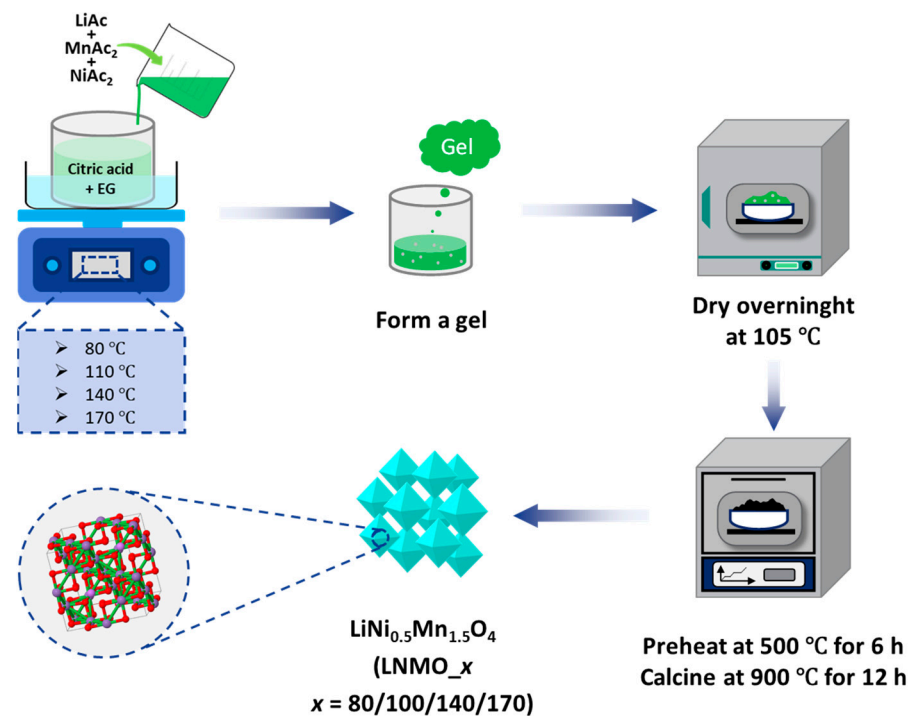 LiAc
+
MnAc₂
+
NiAc₂
Citric acid
+ EG
➢ 80 ℃
➢ 110 ℃
➢ 140 ℃
➢ 170 ℃
Gel
Form a gel
Dry overninght
at 105 ℃
Preheat at 500 ℃ for 6 h
Calcine at 900 ℃ for 12 h
LiNi₀.₅Mn₁.₅O₄
(LNMO_x
x = 80/100/140/170)